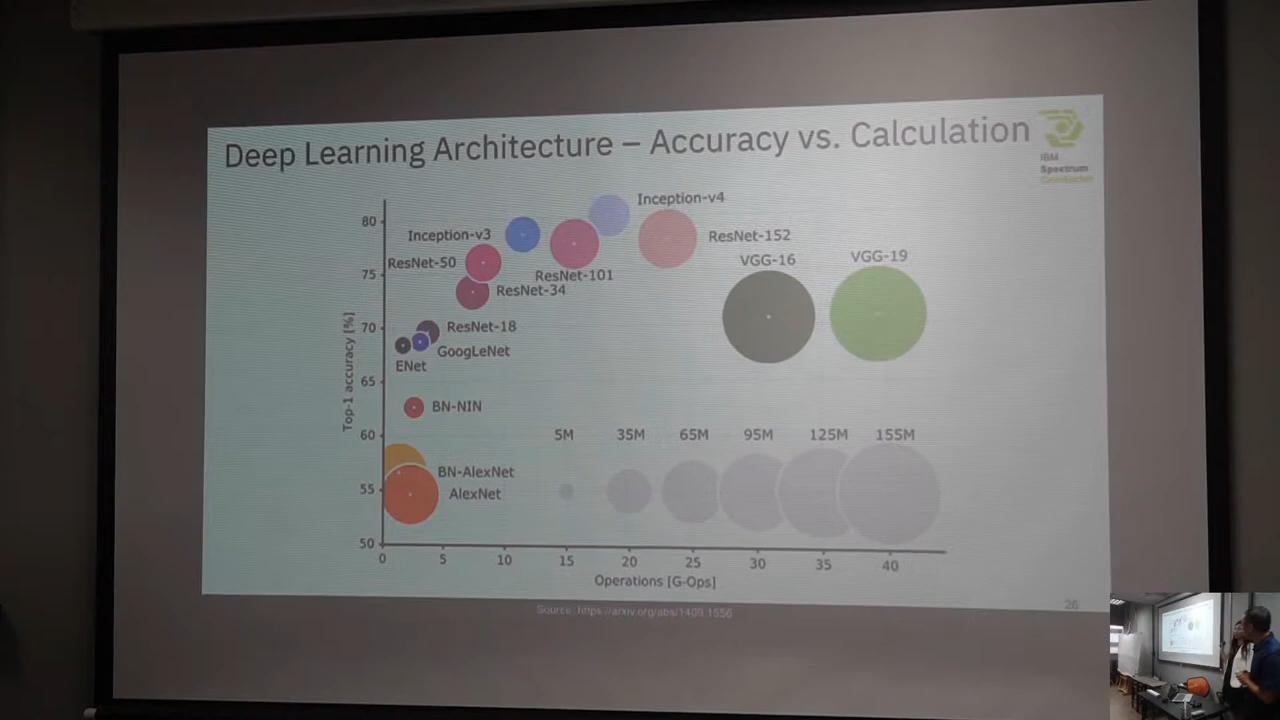 Deep Learning Architecture – Accuracy vs. Calculation
IBM
Spectrum
Inception-v4
80
Inception-v3
ResNet-152
ResNet-50
VGG-16
VGG-19
75
ResNet-101
ResNet-34
70
ResNet-18
GoogLeNet
ENet
65
Top-1 accuracy [%]
BN-NIN
60
5M 35M 65M 95M 125M 155M
BN-AlexNet
55
AlexNet
50
0 5 10 15 20 25 30 35 40
Operations [G-Ops]
Source: https://arxiv.org/abs/1409.1556
26